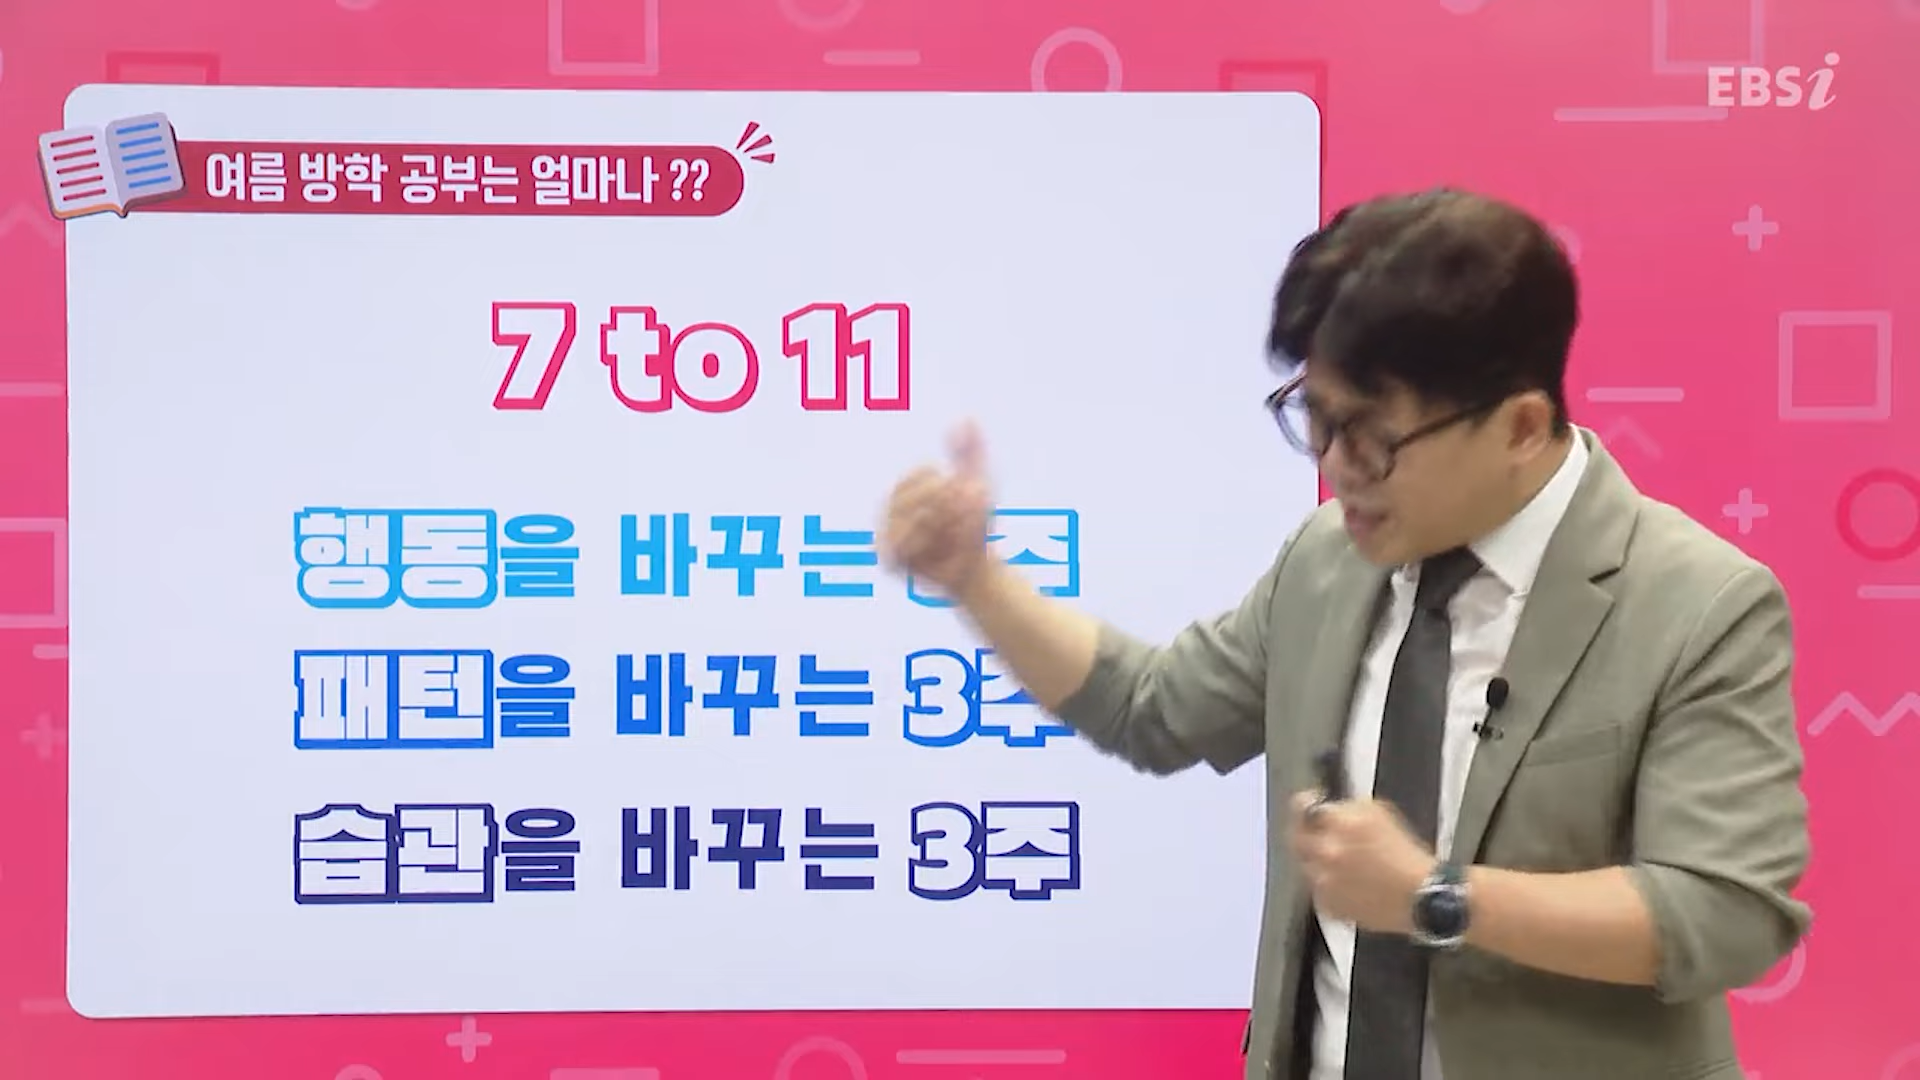 EBSi
여름 방학 공부는 얼마나 ??
7 to 11
행동을 바꾸는
패턴을 바꾸는 3주
습관을 바꾸는 3주